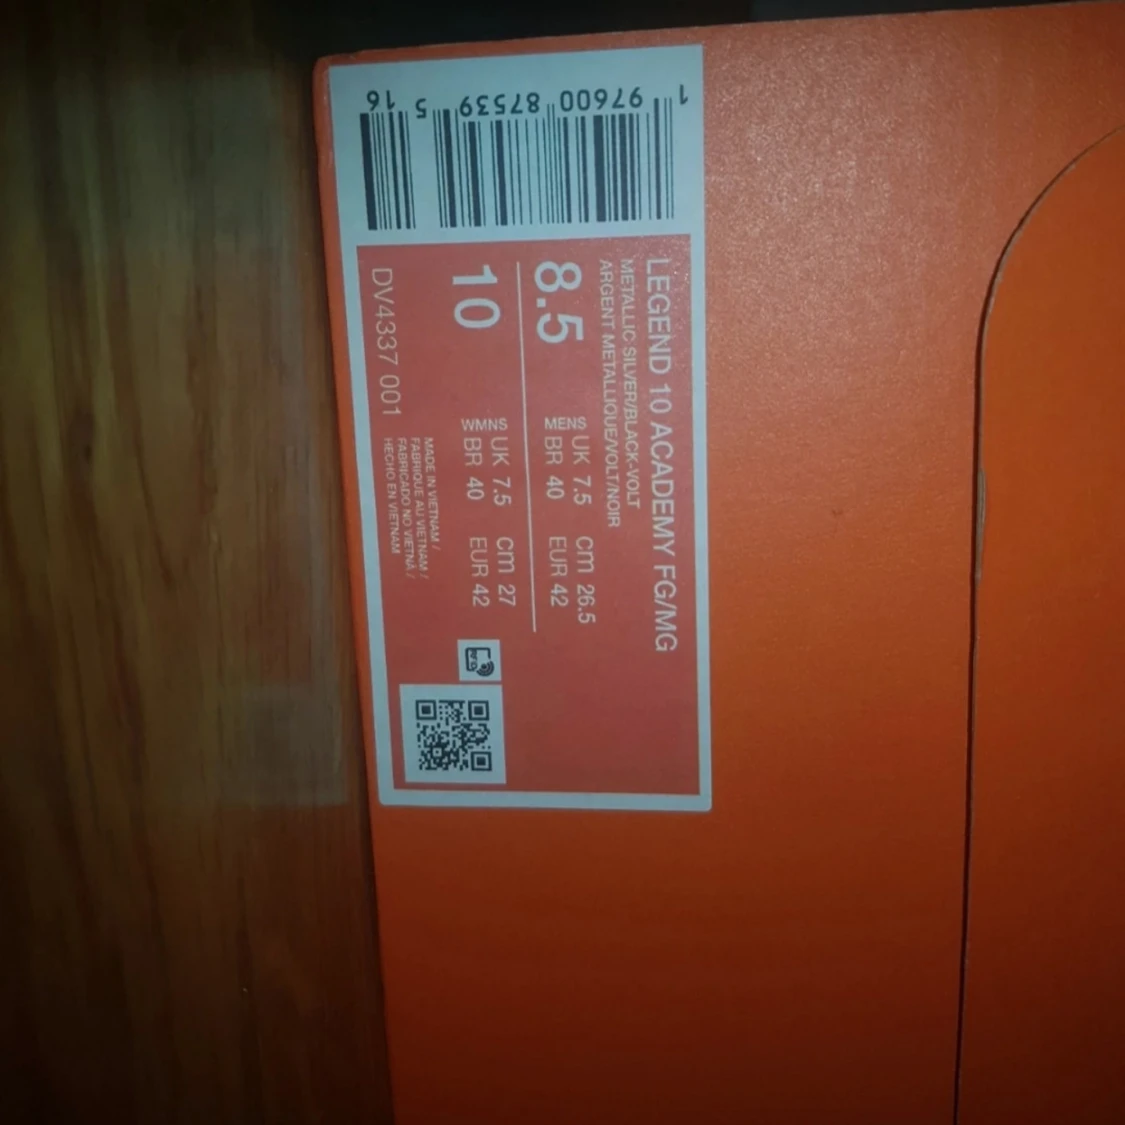 LEGEND 10 ACADEMY FG/MG
METALLIC SILVER/BLACK-VOLT
ARGENT METALLIQUE/VOLT/NOIR
8.5
MENS
UK 7.5 cm 26.5
BR 40 EUR 42
10
WMNS
UK 7.5 cm 27
BR 40 EUR 42
MADE IN VIETNAM /
FABRIQUE AU VIETNAM /
FABRICADO NO VIETNÃ /
HECHO EN VIETNAM
DV4337 001
1 97600 87539 5 16